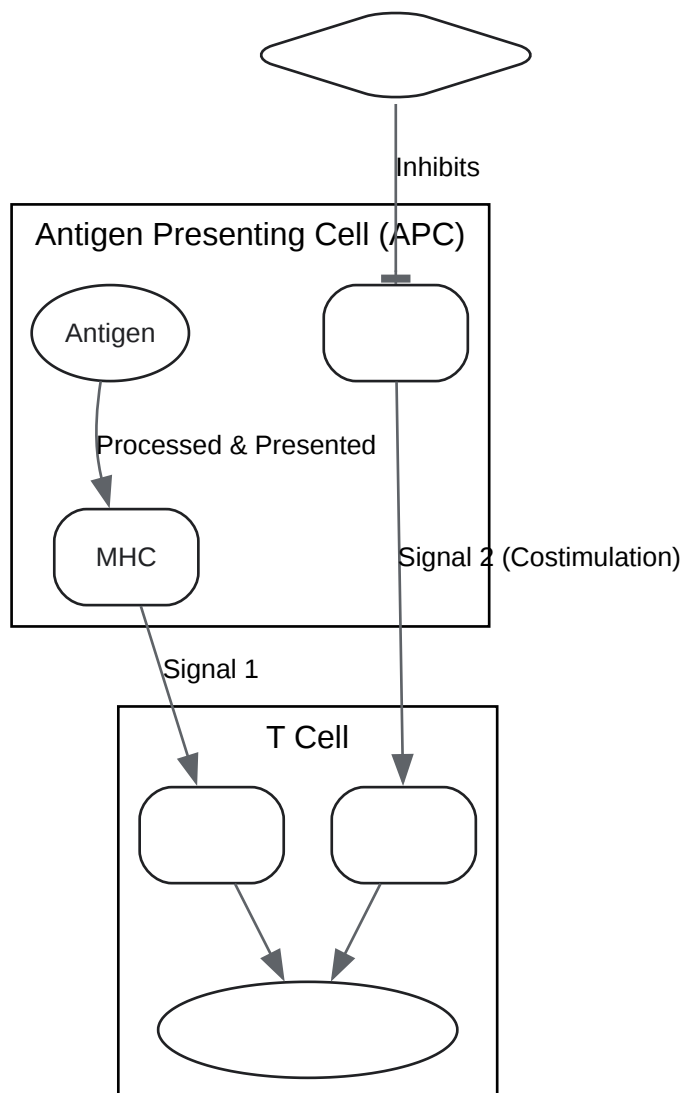 Inhibits
Antigen Presenting Cell (APC)
Antigen
Processed & Presented
MHC
Signal 2 (Costimulation)
Signal 1
T Cell